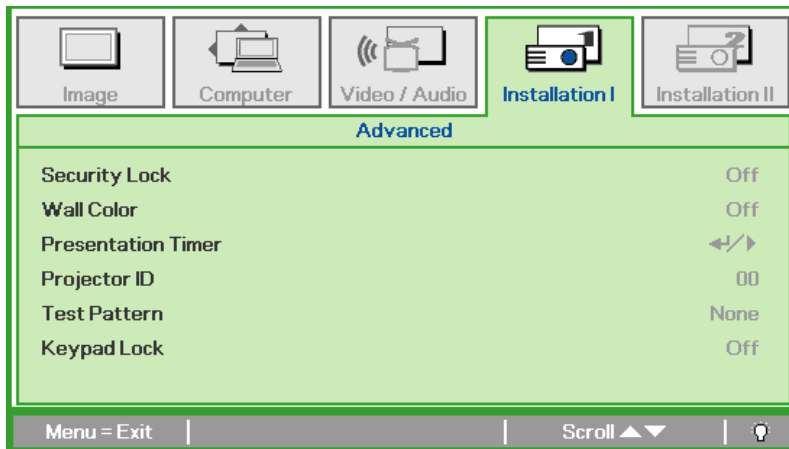 Image Computer Video / Audio Installation I Installation II
Advanced
Security Lock Off
Wall Color Off
Presentation Timer
Projector ID 00
Test Pattern None
Keypad Lock Off
Menu = Exit Scroll